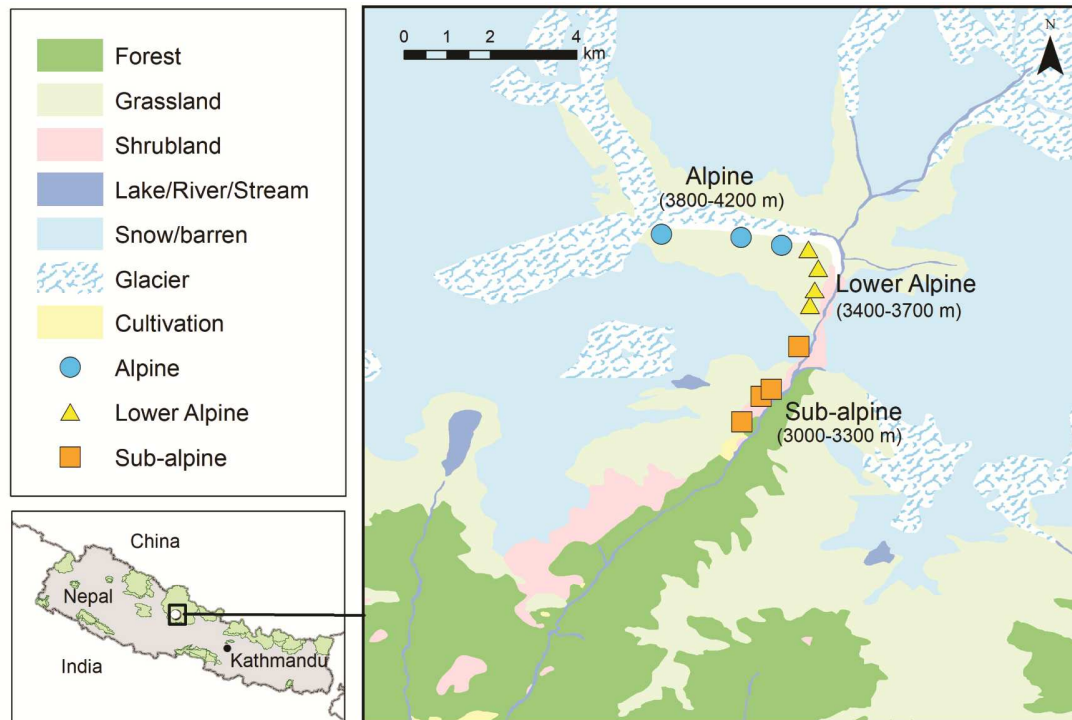 Forest
Grassland
Shrubland
Lake/River/Stream
Snow/barren
Glacier
Cultivation
Alpine
Lower Alpine
Sub-alpine
China
Nepal
India
Kathmandu
0 2 4
km
N
Alpine
(3800-4200 m)
Lower Alpine
(3400-3700 m)
Sub-alpine
(3000-3300 m)